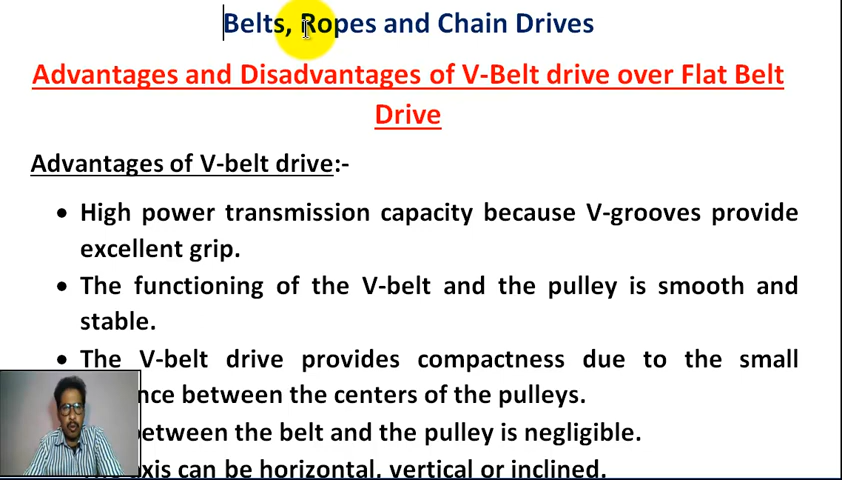 Belts, Ropes and Chain Drives
Advantages and Disadvantages of V-Belt drive over Flat Belt
Drive
Advantages of V-belt drive:-
• High power transmission capacity because V-grooves provide
excellent grip.
• The functioning of the V-belt and the pulley is smooth and
stable.
• The V-belt drive provides compactness due to the small
between the centers of the pulleys.
between the belt and the pulley is negligible.
axis can be horizontal, vertical or inclined.